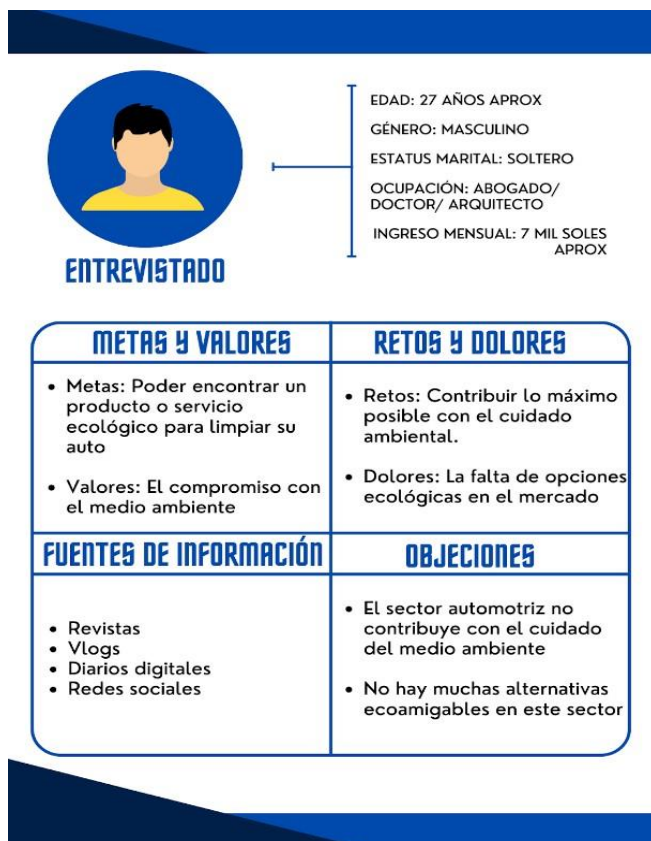 EDAD: 27 AÑOS APROX
GÉNERO: MASCULINO
ESTATUS MARITAL: SOLTERO
OCUPACIÓN: ABOGADO/
DOCTOR/ ARQUITECTO
INGRESO MENSUAL: 7 MIL SOLES
APROX
ENTREVISTADO
METAS Y VALORES
• Metas: Poder encontrar un
producto o servicio
ecológico para limpiar su
auto
• Valores: El compromiso con
el medio ambiente
RETOS Y DOLORES
• Retos: Contribuir lo máximo
posible con el cuidado
ambiental.
• Dolores: La falta de opciones
ecológicas en el mercado
FUENTES DE INFORMACIÓN
• Revistas
• Vlogs
• Diarios digitales
• Redes sociales
OBJECIONES
• El sector automotriz no
contribuye con el cuidado
del medio ambiente
• No hay muchas alternativas
ecoamigables en este sector